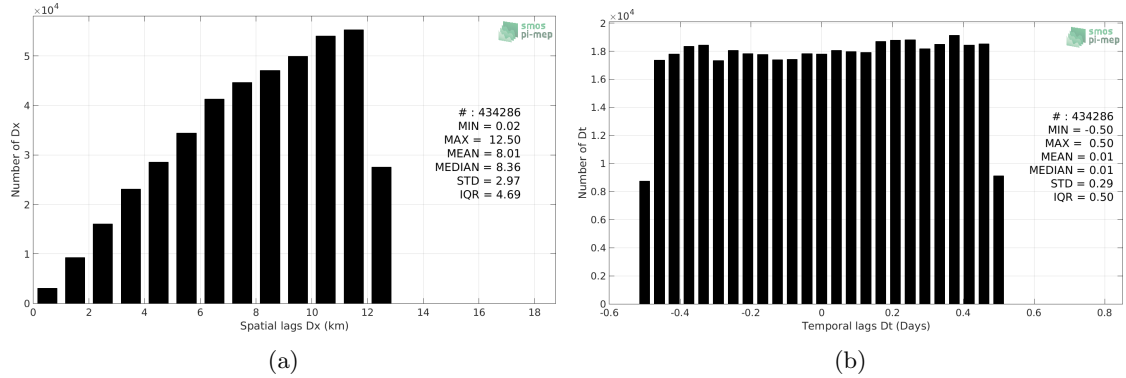 ×10⁴
5
4
3
2
1
0
Number of Dx
0 2 4 6 8 10 12 14 16 18
Spatial lags Dx (km)
smos
pi-mep
# : 434286
MIN = 0.02
MAX = 12.50
MEAN = 8.01
MEDIAN = 8.36
STD = 2.97
IQR = 4.69
(a)
×10⁴
2
1.8
1.6
1.4
1.2
1
0.8
0.6
0.4
0.2
0
Number of Dt
-0.6 -0.4 -0.2 0 0.2 0.4 0.6 0.8
Temporal lags Dt (Days)
smos
pi-mep
# : 434286
MIN = -0.50
MAX = 0.50
MEAN = 0.01
MEDIAN = 0.01
STD = 0.29
IQR = 0.50
(b)